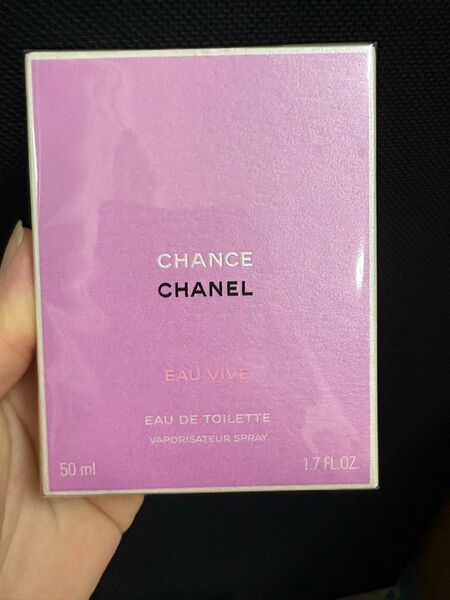 CHANCE
CHANEL
EAU VIVE
EAU DE TOILETTE
VAPORISATEUR SPRAY
50 ml 1.7 FL.OZ.